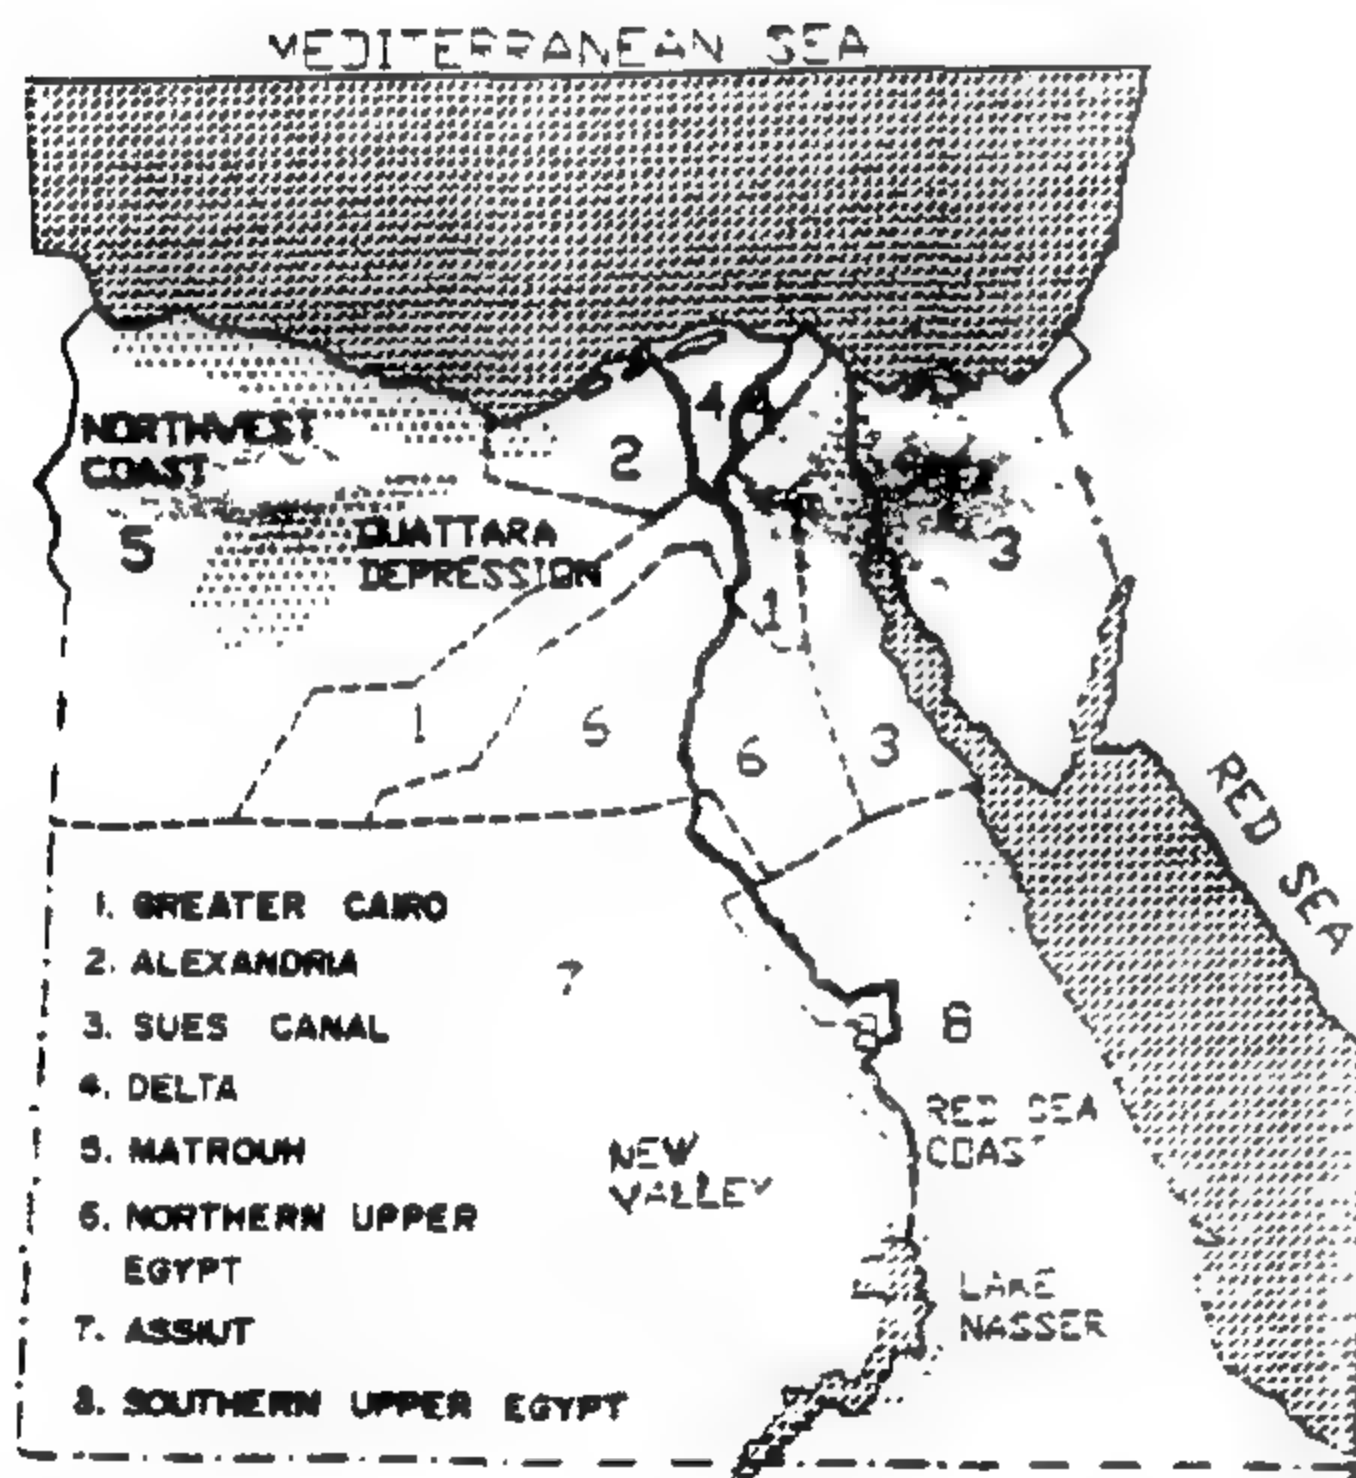 MEDITERRANEAN SEA
NORTHWEST
COAST
4
4
2
QUATTARA
DEPRESSION
5
3
1
1
6
6
3
RED SEA
1. GREATER CAIRO
2. ALEXANDRIA
3. SUES CANAL
4. DELTA
5. MATROUH
6. NORTHERN UPPER
EGYPT
7. ASSIUT
8. SOUTHERN UPPER EGYPT
7
8
RED SEA
COAST
NEW
VALLEY
LAKE
NASSER